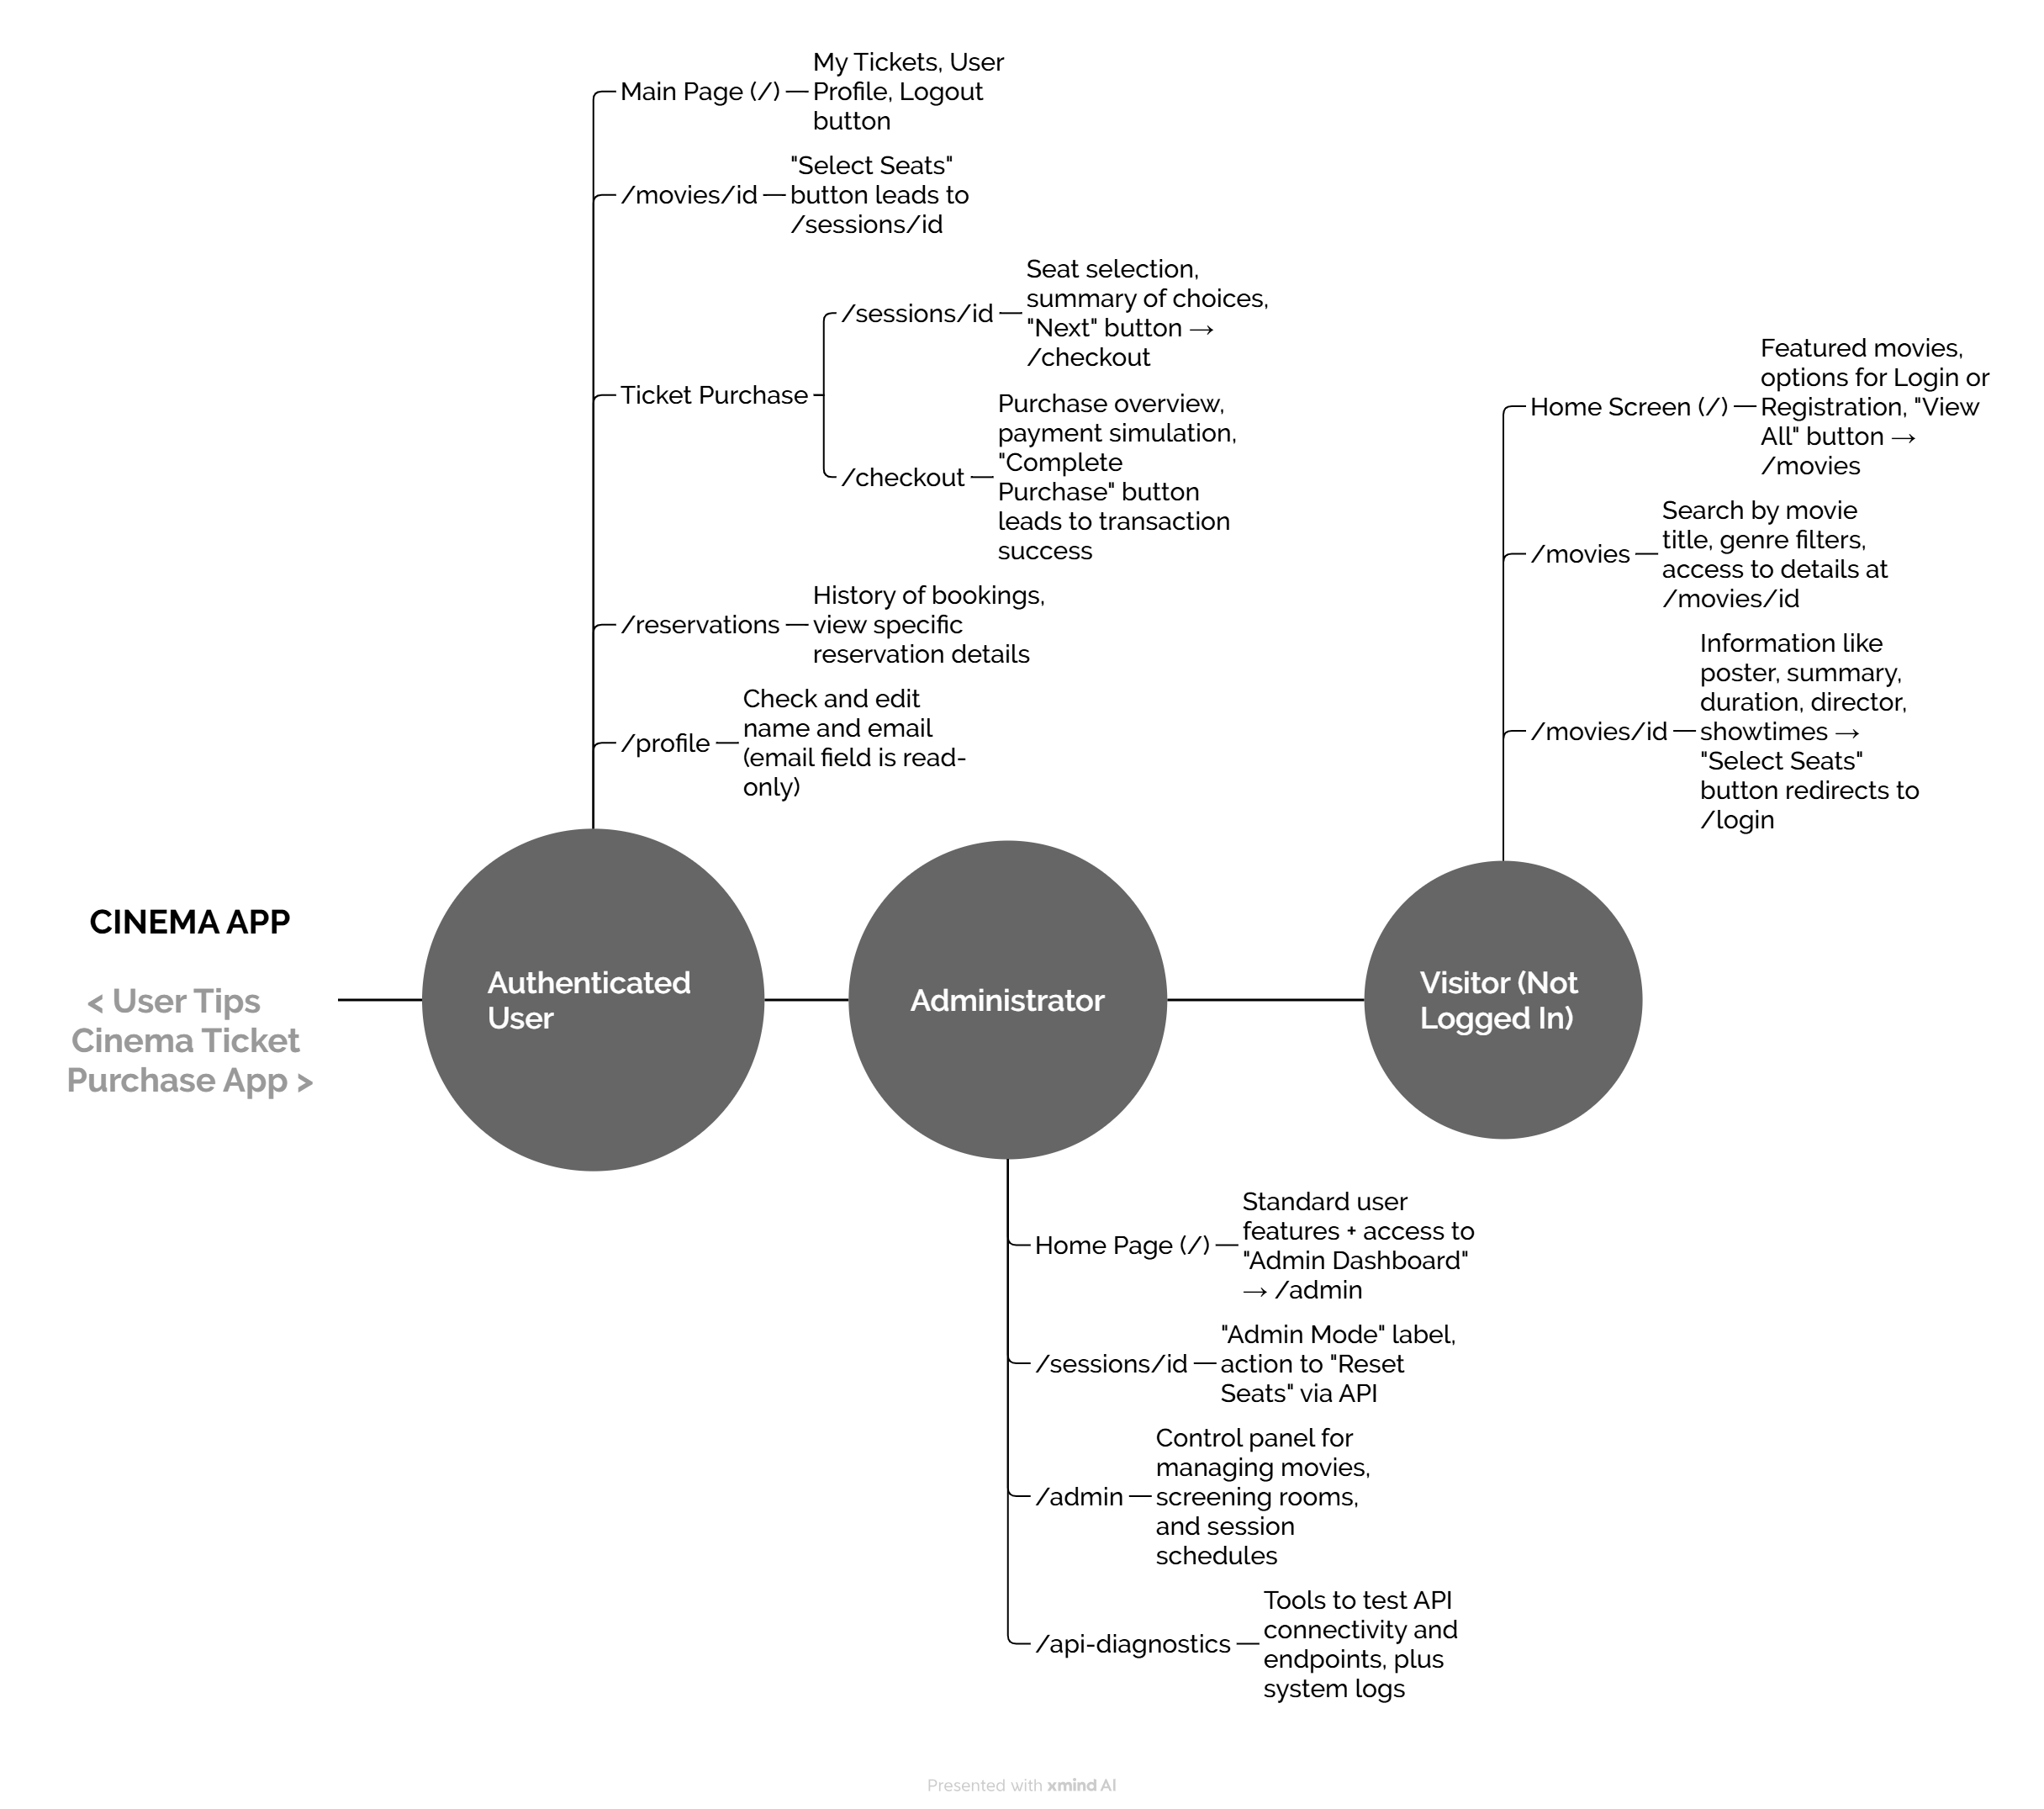 Main Page (/)
My Tickets, User
Profile, Logout
button
/movies/id
"Select Seats"
button leads to
/sessions/id
Ticket Purchase
/sessions/id
Seat selection,
summary of choices,
"Next" button →
/checkout
/checkout
Purchase overview,
payment simulation,
"Complete
Purchase" button
leads to transaction
success
/reservations
History of bookings,
view specific
reservation details
/profile
Check and edit
name and email
(email field is read-
only)
Home Screen (/)
Featured movies,
options for Login or
Registration, "View
All" button →
/movies
/movies
Search by movie
title, genre filters,
access to details at
/movies/id
/movies/id
Information like
poster, summary,
duration, director,
showtimes →
"Select Seats"
button redirects to
/login
CINEMA APP
< User Tips
Cinema Ticket
Purchase App >
Authenticated
User
Administrator
Visitor (Not
Logged In)
Home Page (/)
Standard user
features + access to
"Admin Dashboard"
→ /admin
/sessions/id
"Admin Mode" label,
action to "Reset
Seats" via API
/admin
Control panel for
managing movies,
screening rooms,
and session
schedules
/api-diagnostics
Tools to test API
connectivity and
endpoints, plus
system logs
Presented with xmind AI